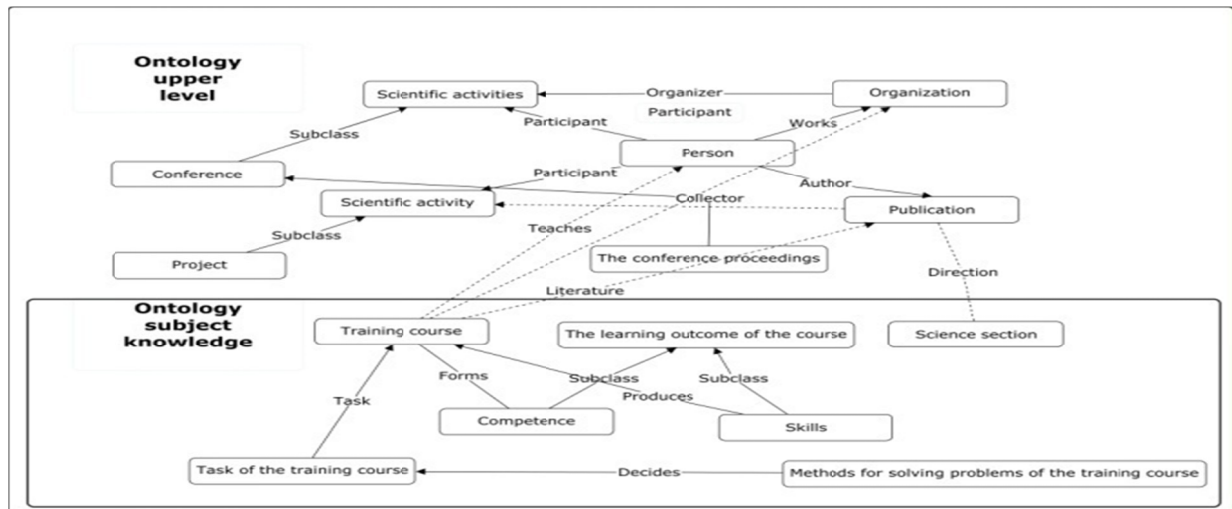 Ontology
upper
level
Scientific activities
Organizer
Organization
Participant
Participant
Works
Subclass
Person
Conference
Participant
Author
Scientific activity
Collector
Publication
Subclass
Teaches
Project
The conference proceedings
Direction
Literature
Ontology
subject
knowledge
Training course
The learning outcome of the course
Science section
Forms
Subclass
Subclass
Task
Produces
Competence
Skills
Task of the training course
Decides
Methods for solving problems of the training course